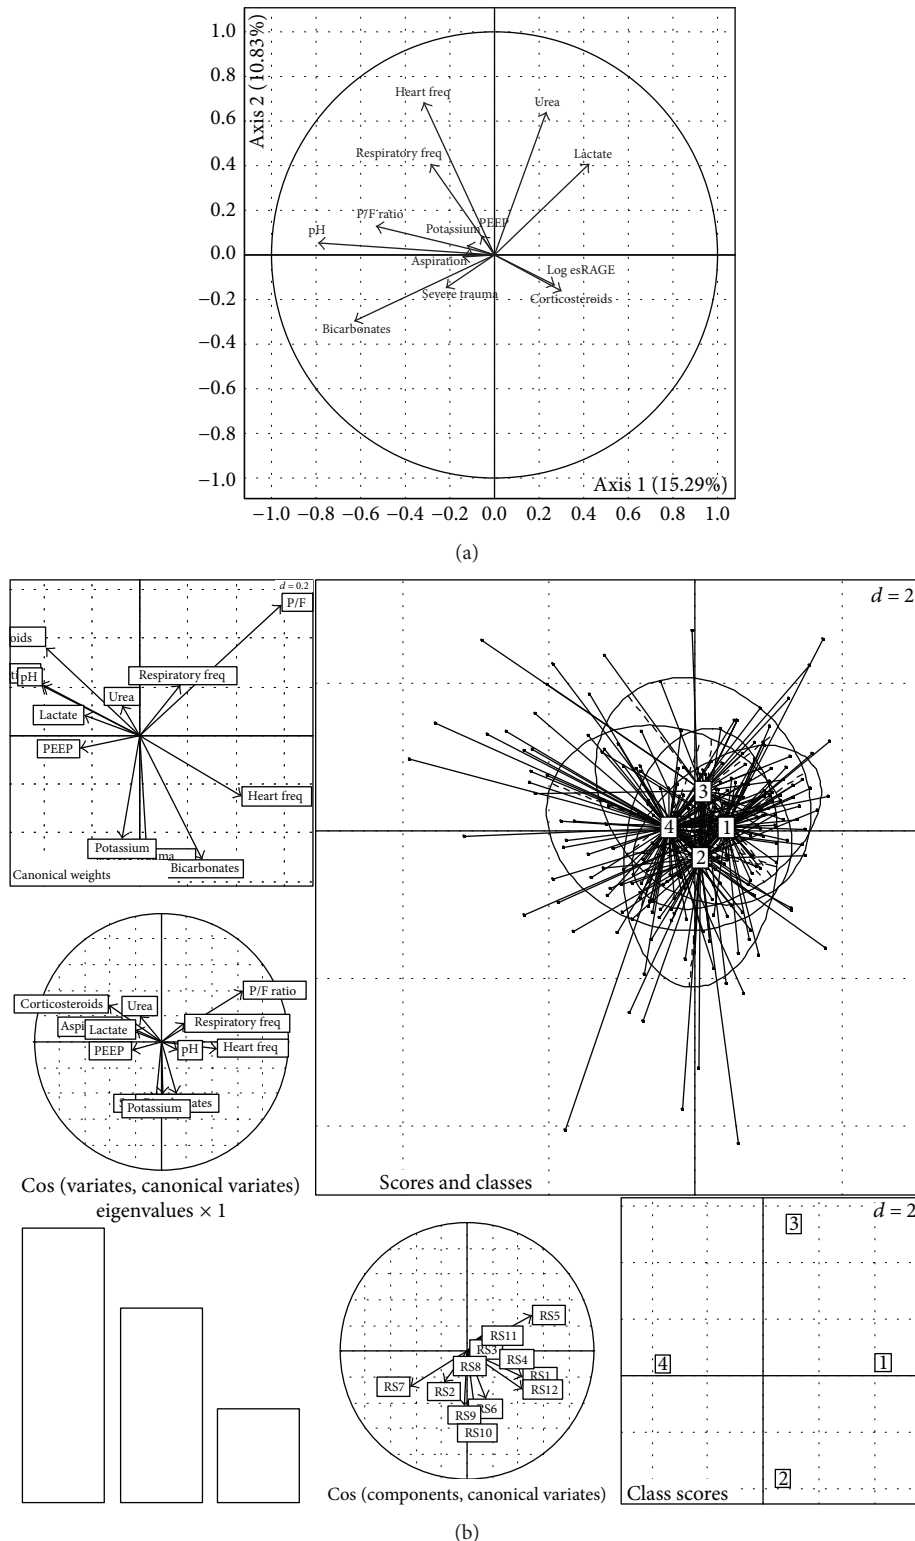 1.0
0.8
0.6
0.4
0.2
0.0
−0.2
−0.4
−0.6
−0.8
−1.0
Axis 2 (10.83%)
Heart freq
Urea
Respiratory freq
Lactate
P/F ratio
PEEP
pH
Potassium
Aspiration
Log esRAGE
Severe trauma
Corticosteroids
Bicarbonates
Axis 1 (15.29%)
−1.0 −0.8 −0.6 −0.4 −0.2 0.0 0.2 0.4 0.6 0.8 1.0
(a)
d = 0.2
P/F
oids
Respiratory freq
pH
Urea
Lactate
PEEP
Heart freq
Potassium
ma
Bicarbonates
Canonical weights
d = 2
3
4
1
2
Scores and classes
P/F ratio
Corticosteroids
Urea
Aspi
Lactate
Respiratory freq
PEEP
pH
Heart freq
Potassium
ates
Cos (variates, canonical variates)
eigenvalues × 1
RS5
RS11
RS3
RS4
RS8
RS1
RS7
RS2
RS12
RS6
RS9
RS10
Cos (components, canonical variates)
d = 2
3
4
1
2
Class scores
(b)